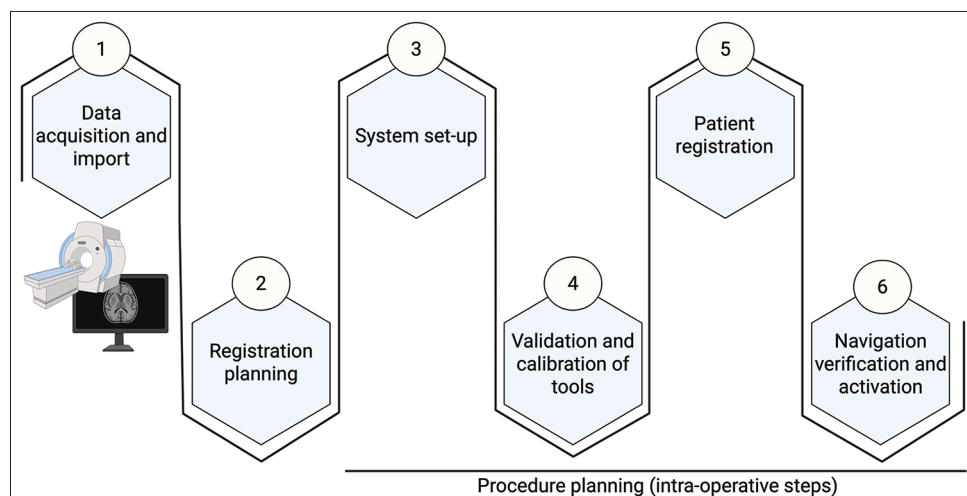 1
Data
acquisition and
import
2
Registration
planning
3
System set-up
4
Validation and
calibration of
tools
5
Patient
registration
6
Navigation
verification and
activation
Procedure planning (intra-operative steps)